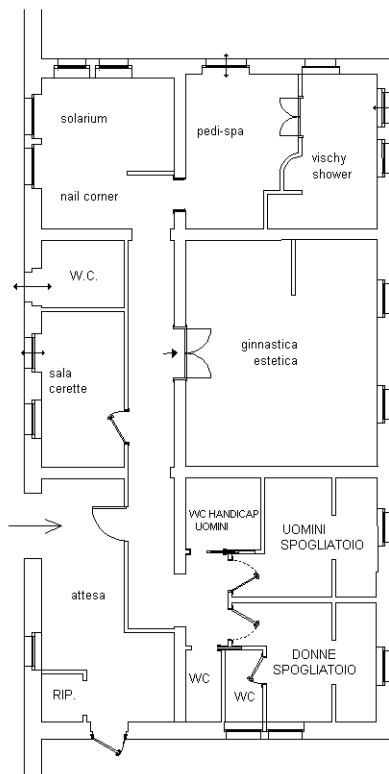 solarium
pedi-spa
vischy
shower
nail corner
W.C.
ginnastica
estetica
sala
cerette
WC HANDICAP
UOMINI
UOMINI
SPOGLIATOIO
attesa
DONNE
SPOGLIATOIO
RIP.
WC
WC